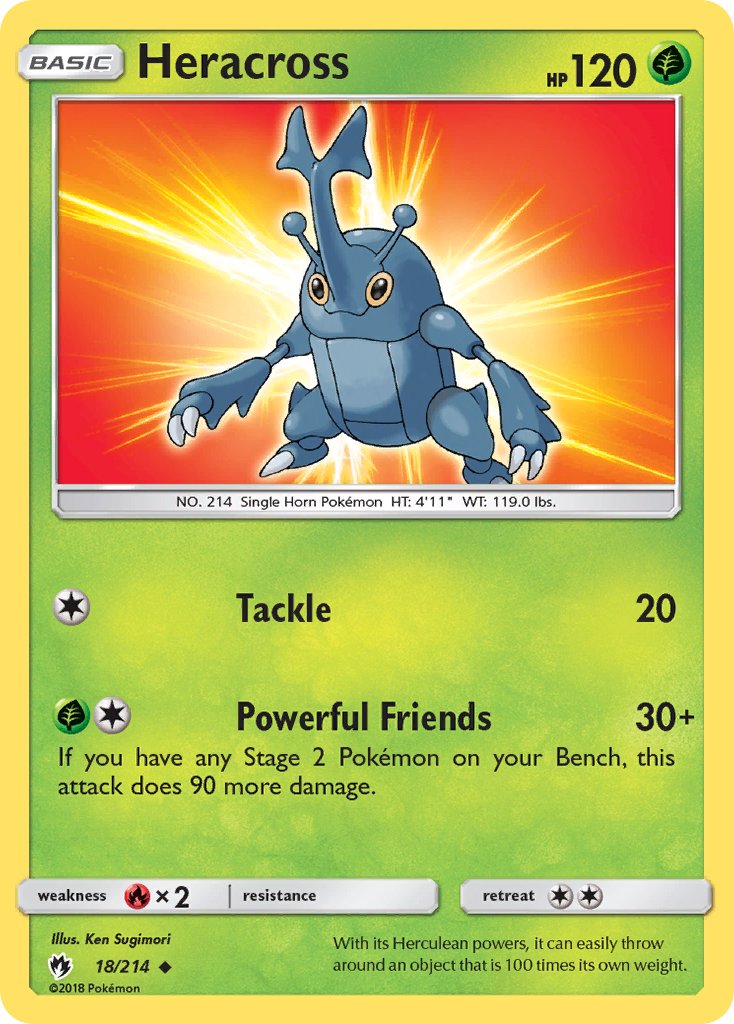 BASIC Heracross HP 120
NO. 214 Single Horn Pokémon HT: 4'11" WT: 119.0 lbs.
Tackle 20
Powerful Friends 30+
If you have any Stage 2 Pokémon on your Bench, this
attack does 90 more damage.
weakness × 2 resistance retreat
Illus. Ken Sugimori
18/214
©2018 Pokémon
With its Herculean powers, it can easily throw
around an object that is 100 times its own weight.